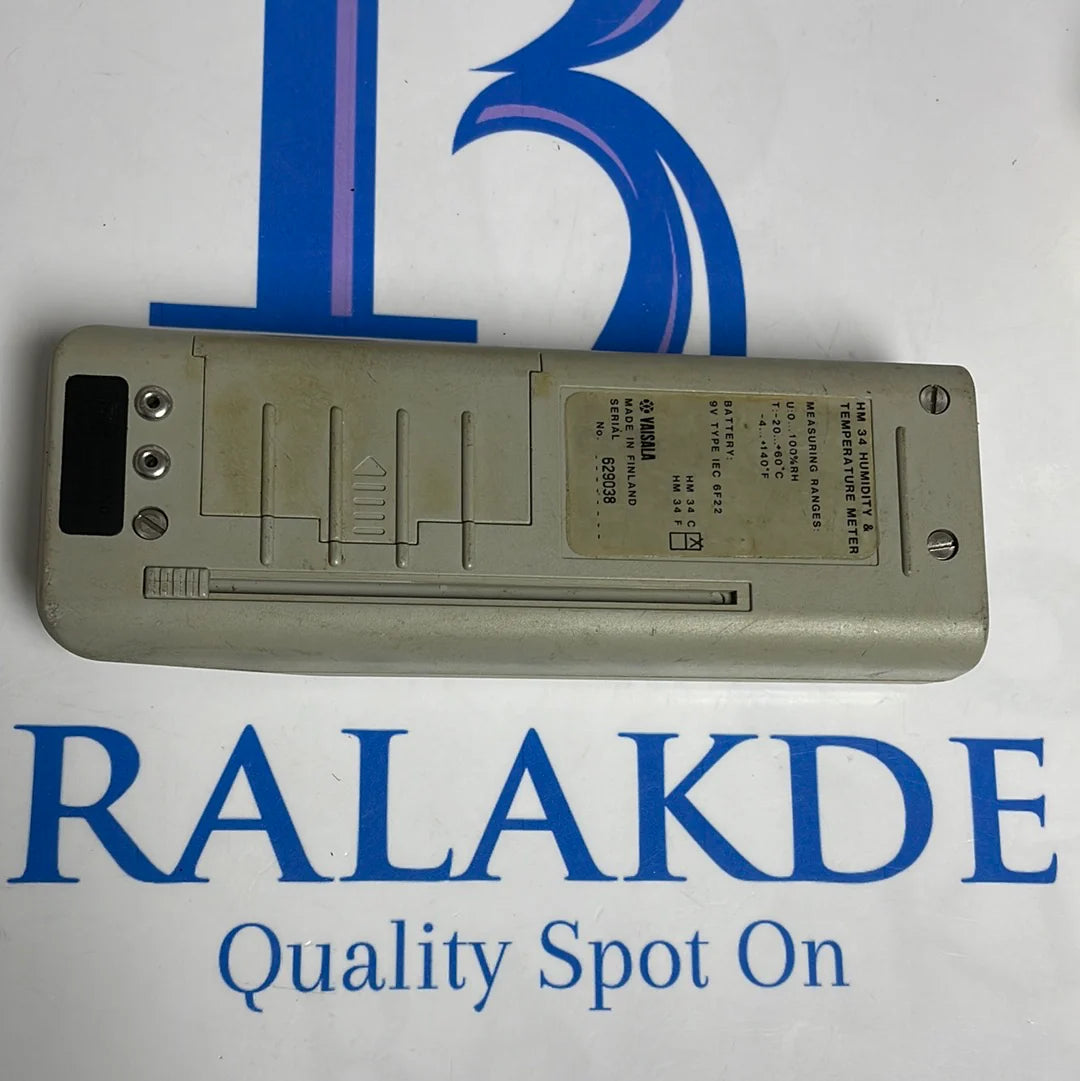 HM 34 HUMIDITY &
TEMPERATURE METER
MEASURING RANGES:
U:0...100%RH
T:-20...+60°C
-4...+140°F
BATTERY:
9V TYPE IEC 6F22
HM 34 C
HM 34 F
VAISALA
MADE IN FINLAND
SERIAL
No. 629038
RALAKDE
Quality Spot On